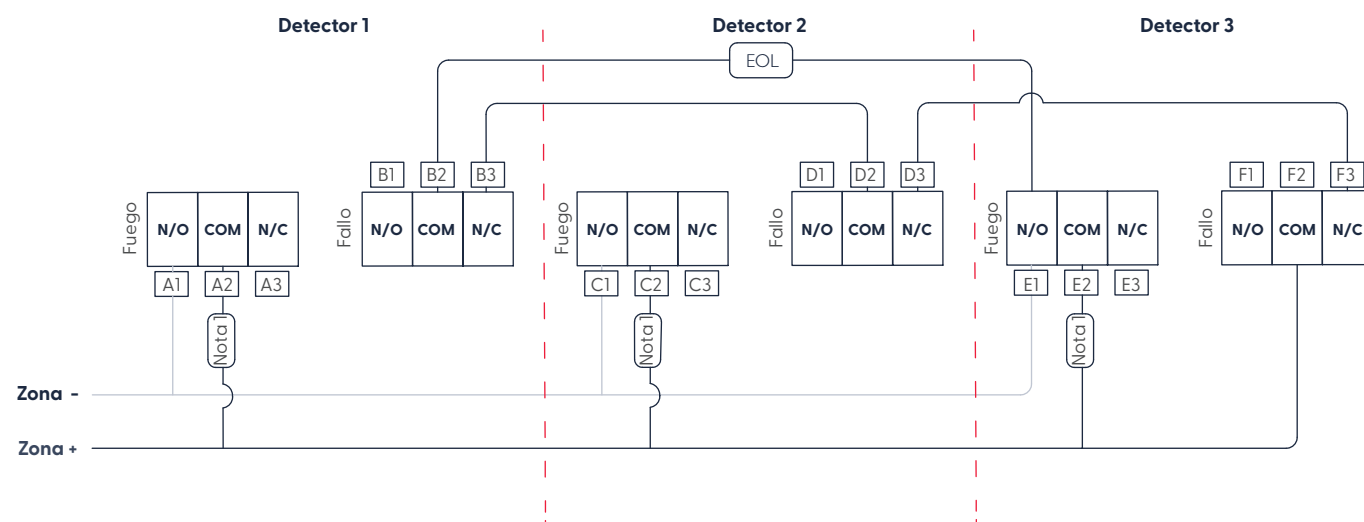 Detector 1 Detector 2 Detector 3
EOL
B1 B2 B3 D1 D2 D3 F1 F2 F3
Fuego N/O COM N/C Fallo N/O COM N/C Fuego N/O COM N/C Fallo N/O COM N/C Fuego N/O COM N/C Fallo N/O COM N/C
A1 A2 A3 C1 C2 C3 E1 E2 E3
Nota 1 Nota 1 Nota 1
Zona -
Zona +